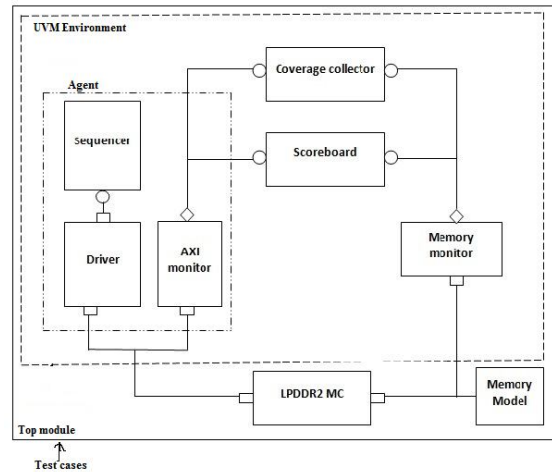 UVM Environment
Coverage collector
Agent
Sequencer
Scoreboard
Driver
AXI
monitor
Memory
monitor
LPDDR2 MC
Memory
Model
Top module
Test cases